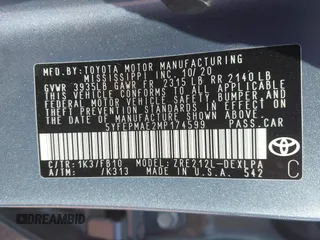 MFD. BY: TOYOTA MOTOR MANUFACTURING
MISSISSIPPI INC. 10/20
GVWR 3935LB GAWR FR 2315LB RR 2140LB
THIS VEHICLE CONFORMS TO ALL APPLICABLE
FEDERAL MOTOR VEHICLE SAFETY, BUMPER, AND
THEFT PREVENTION STANDARDS IN EFFECT ON
THE DATE OF MANUFACTURE SHOWN ABOVE.
5YFEPMAE2MP174599 PASS.CAR
C/TR: 1K3/FB10 MODEL: ZRE212L-DEXLPA
A/TM: /K313 MADE IN U.S.A. 542
TOYOTA
C
DREAMBID